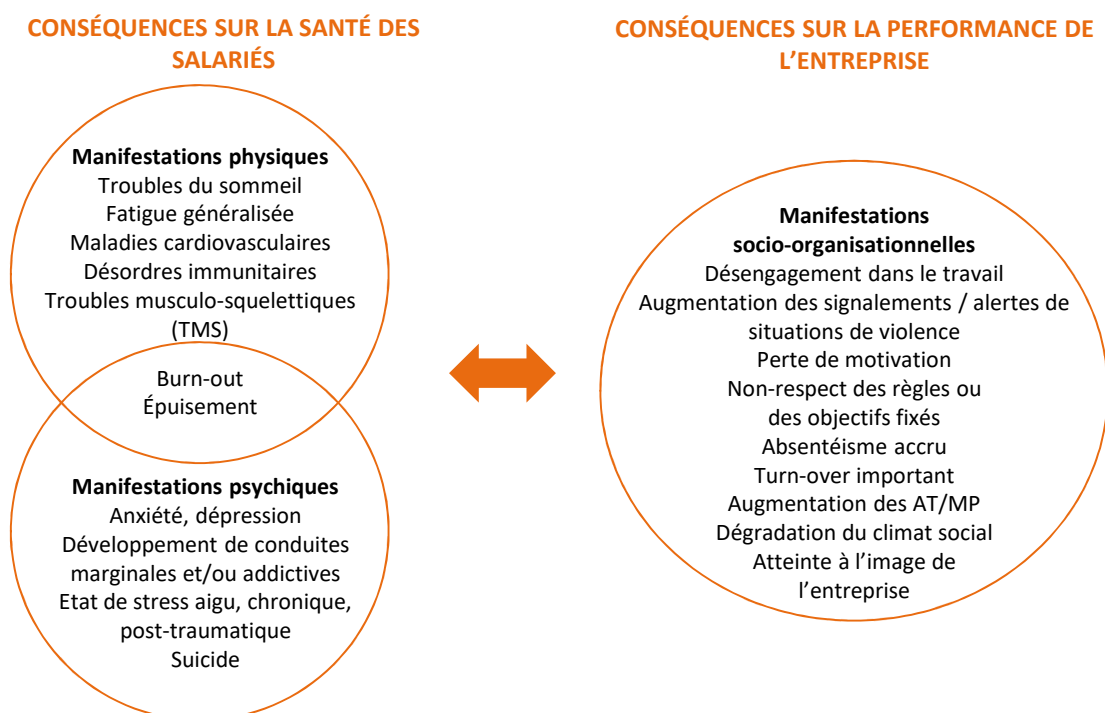 CONSÉQUENCES SUR LA SANTÉ DES
SALARIÉS
Manifestations physiques
Troubles du sommeil
Fatigue généralisée
Maladies cardiovasculaires
Désordres immunitaires
Troubles musculo-squelettiques
(TMS)
Burn-out
Épuisement
Manifestations psychiques
Anxiété, dépression
Développement de conduites
marginales et/ou addictives
Etat de stress aigu, chronique,
post-traumatique
Suicide
CONSÉQUENCES SUR LA PERFORMANCE DE
L’ENTREPRISE
Manifestations
socio-organisationnelles
Désengagement dans le travail
Augmentation des signalements / alertes de
situations de violence
Perte de motivation
Non-respect des règles ou
des objectifs fixés
Absentéisme accru
Turn-over important
Augmentation des AT/MP
Dégradation du climat social
Atteinte à l’image de
l’entreprise